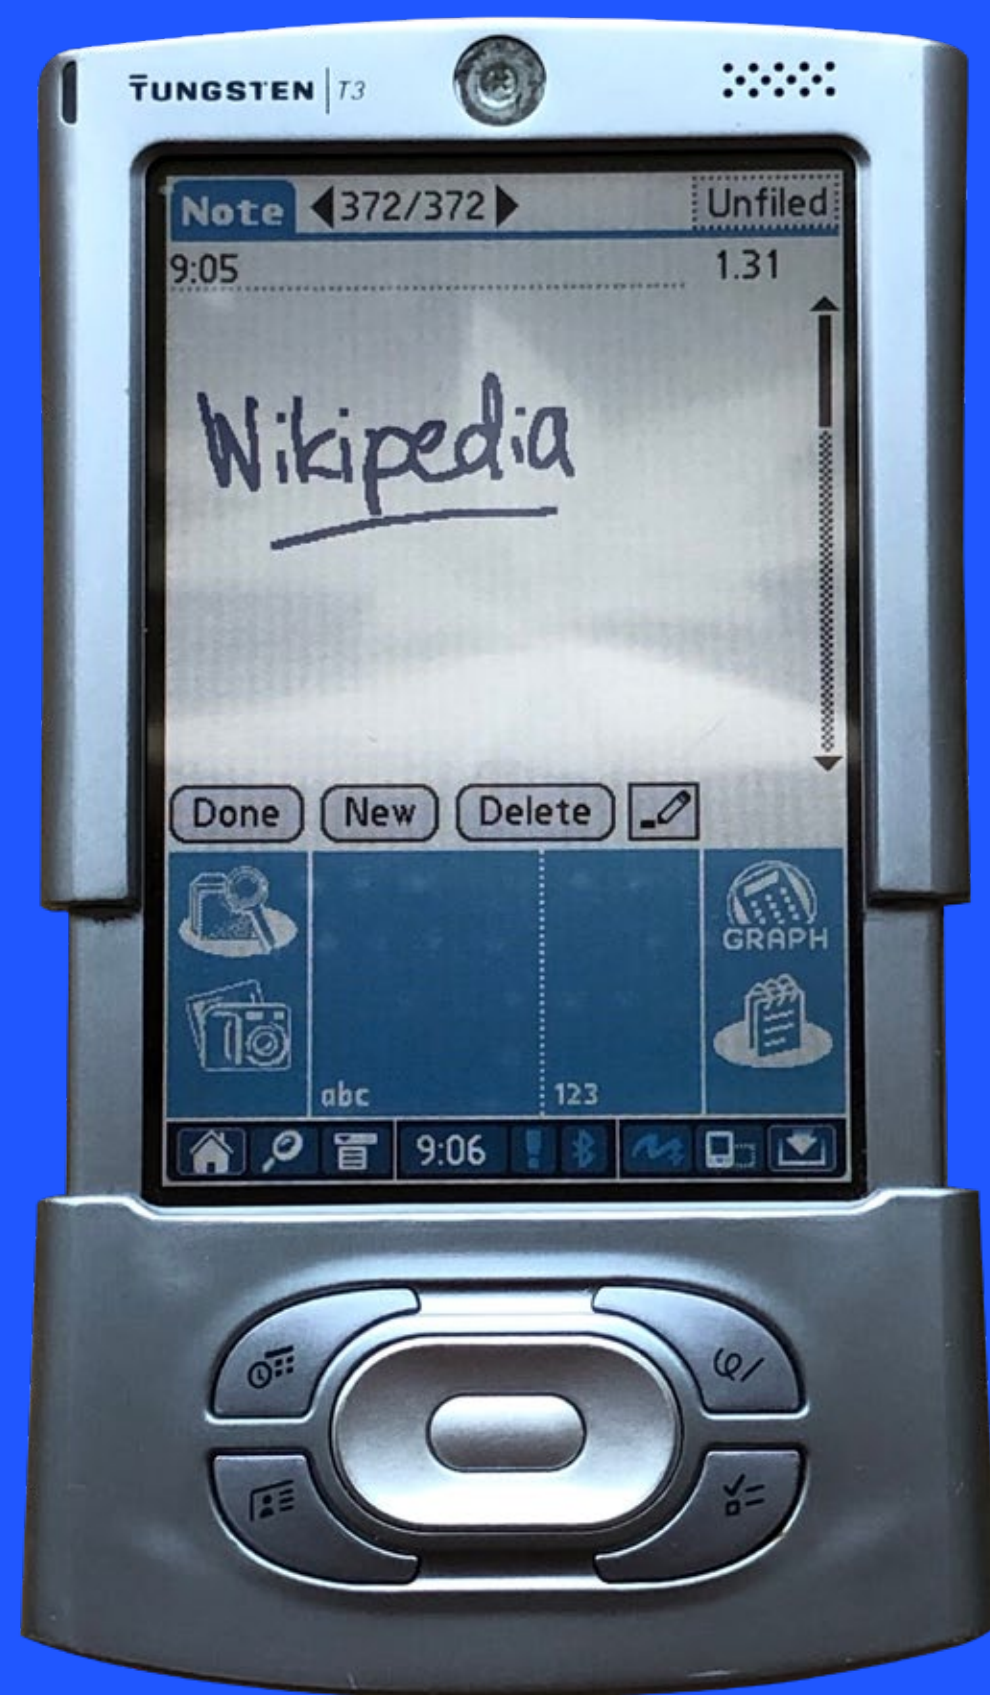 TUNGSTEN T3
Note 372/372 Unfiled
9:05 1.31
Wikipedia
Done New Delete
GRAPH
abc 123
9:06